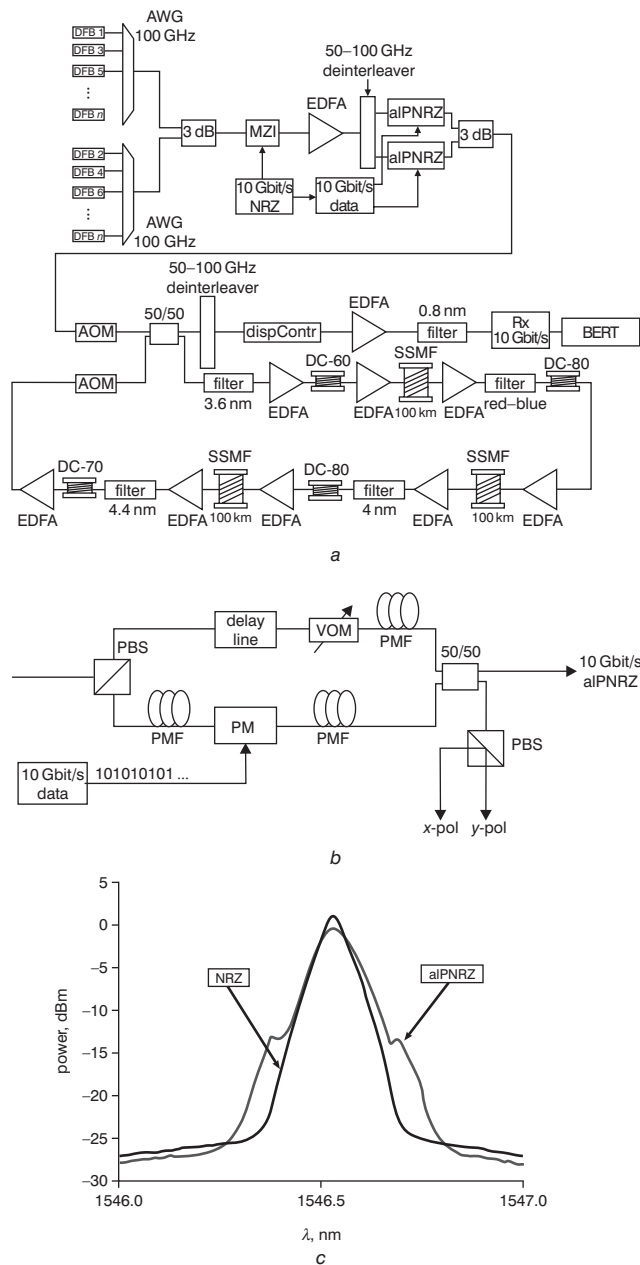 AWG
100 GHz
DFB 1
DFB 3
DFB 5
...
DFB n
DFB 2
DFB 4
DFB 6
...
DFB n
AWG
100 GHz
3 dB
MZI
EDFA
50–100 GHz
deinterleaver
alPNRZ
alPNRZ
3 dB
10 Gbit/s
NRZ
10 Gbit/s
data
50–100 GHz
deinterleaver
AOM
50/50
dispContr
EDFA
0.8 nm
filter
Rx
10 Gbit/s
BERT
AOM
filter
3.6 nm
EDFA
DC-60
EDFA
SSMF
100 km
EDFA
filter
red–blue
DC-80
EDFA
DC-70
filter
4.4 nm
EDFA
SSMF
100 km
EDFA
DC-80
filter
4 nm
EDFA
SSMF
100 km
EDFA
a
PBS
delay
line
VOM
PMF
50/50
10 Gbit/s
alPNRZ
PMF
PM
PMF
PBS
10 Gbit/s
data
101010101 ...
x-pol
y-pol
b
5
0
–5
–10
–15
–20
–25
–30
power, dBm
NRZ
alPNRZ
1546.0
1546.5
1547.0
λ, nm
c